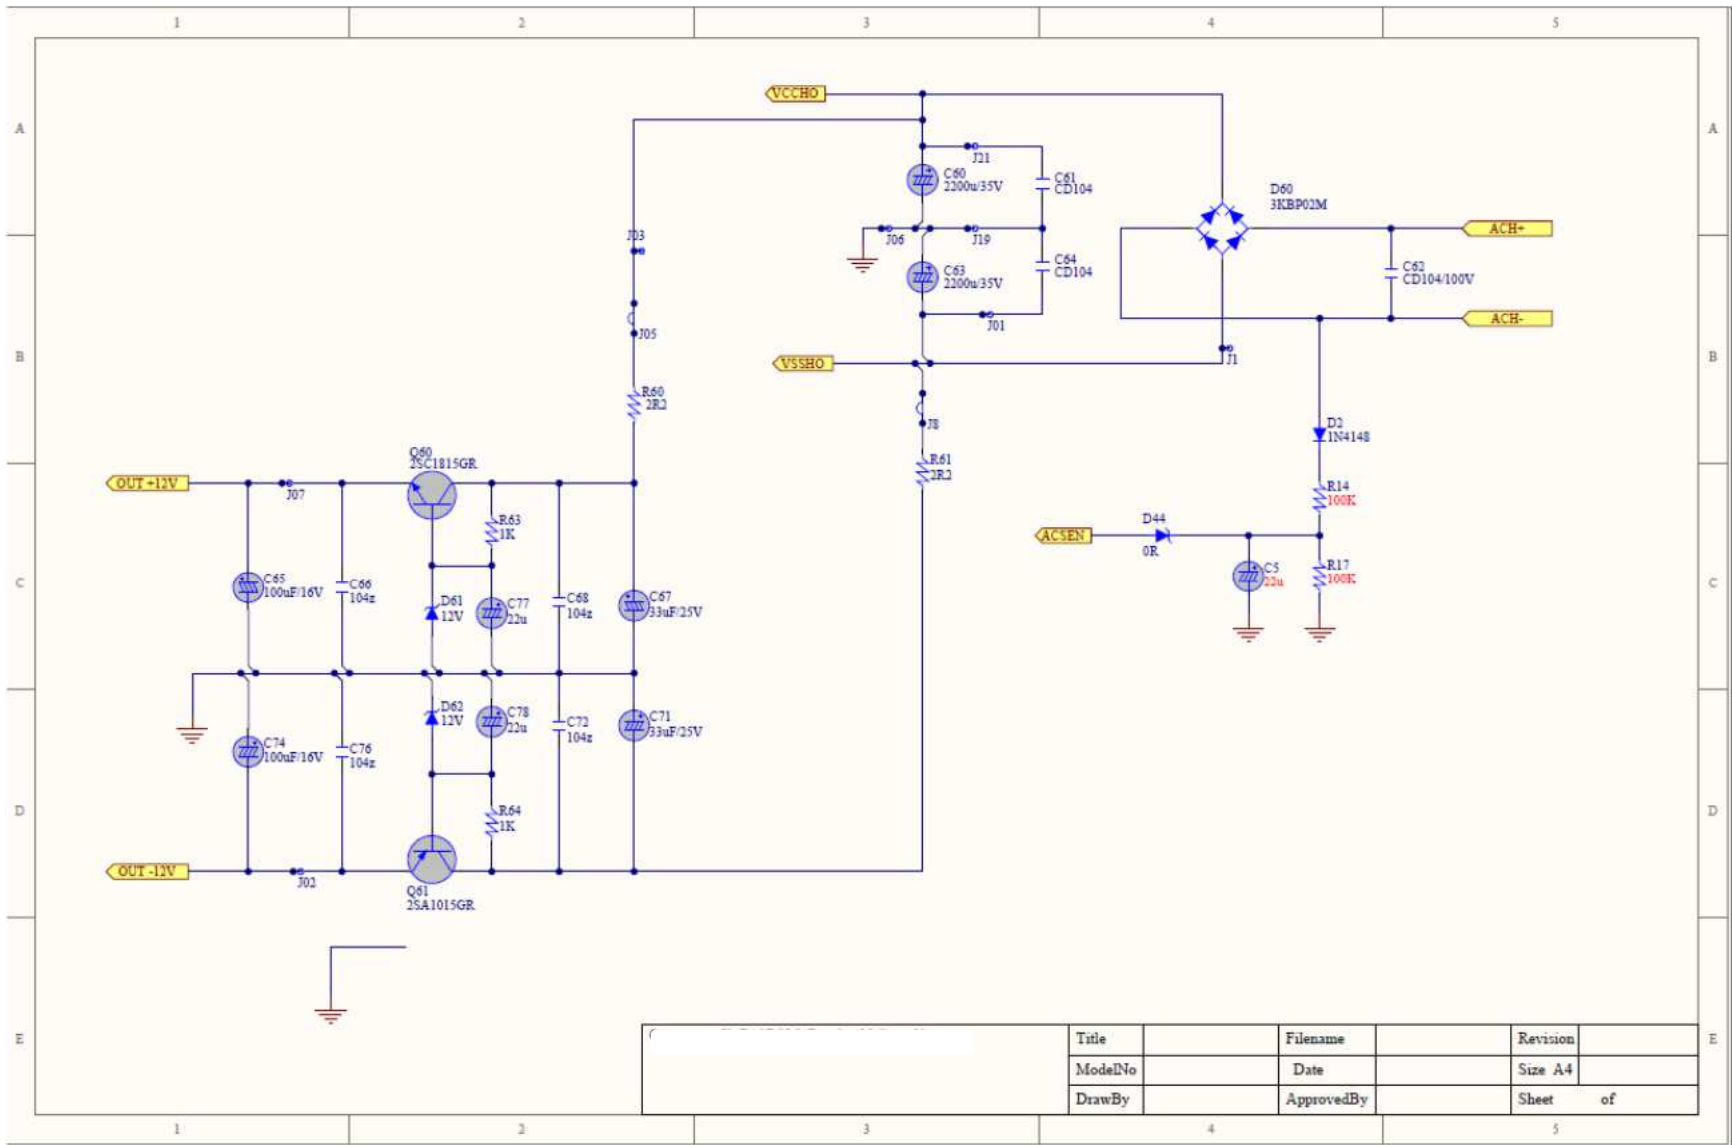 1 2 3 4 5
A A
VCCHO
J21
C60
2200u/35V
C61
CD104
D60
3KBP02M
J03
J06
J19
ACH+
C63
2200u/35V
C64
CD104
C62
CD104/100V
J01
ACH-
J05
B B
VSSHO
J1
R60
2R2
J8
D2
1N4148
Q60
2SC1815GR
R61
2R2
OUT +12V
J07
R14
100K
R63
1K
ACSEN
D44
0R
C C
C65
100uF/16V
C66
104z
D61
12V
C77
22u
C68
104z
C67
33uF/25V
C5
22u
R17
100K
D62
12V
C78
22u
C72
104z
C71
33uF/25V
C74
100uF/16V
C76
104z
D D
R64
1K
OUT -12V
J02
Q61
2SA1015GR
E E
Title Filename Revision
ModelNo Date Size A4
DrawBy ApprovedBy Sheet of
1 2 3 4 5